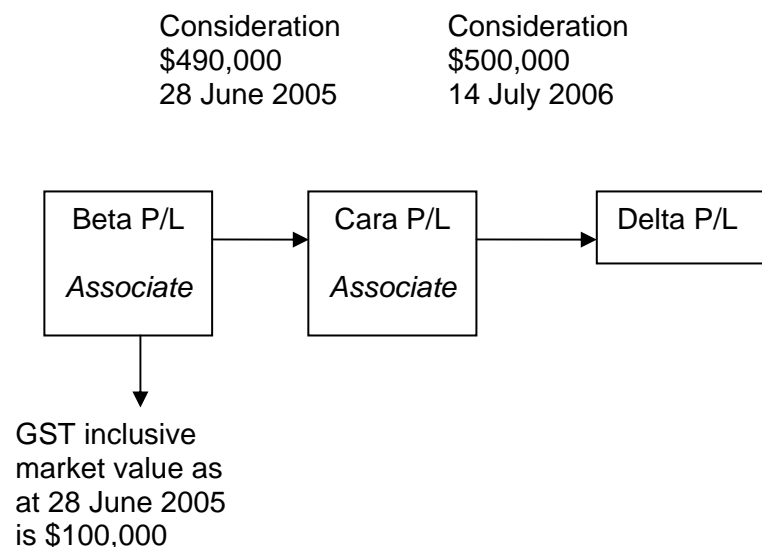 Consideration
$490,000
28 June 2005
Consideration
$500,000
14 July 2006
Beta P/L
Associate
Cara P/L
Associate
Delta P/L
GST inclusive
market value as
at 28 June 2005
is $100,000